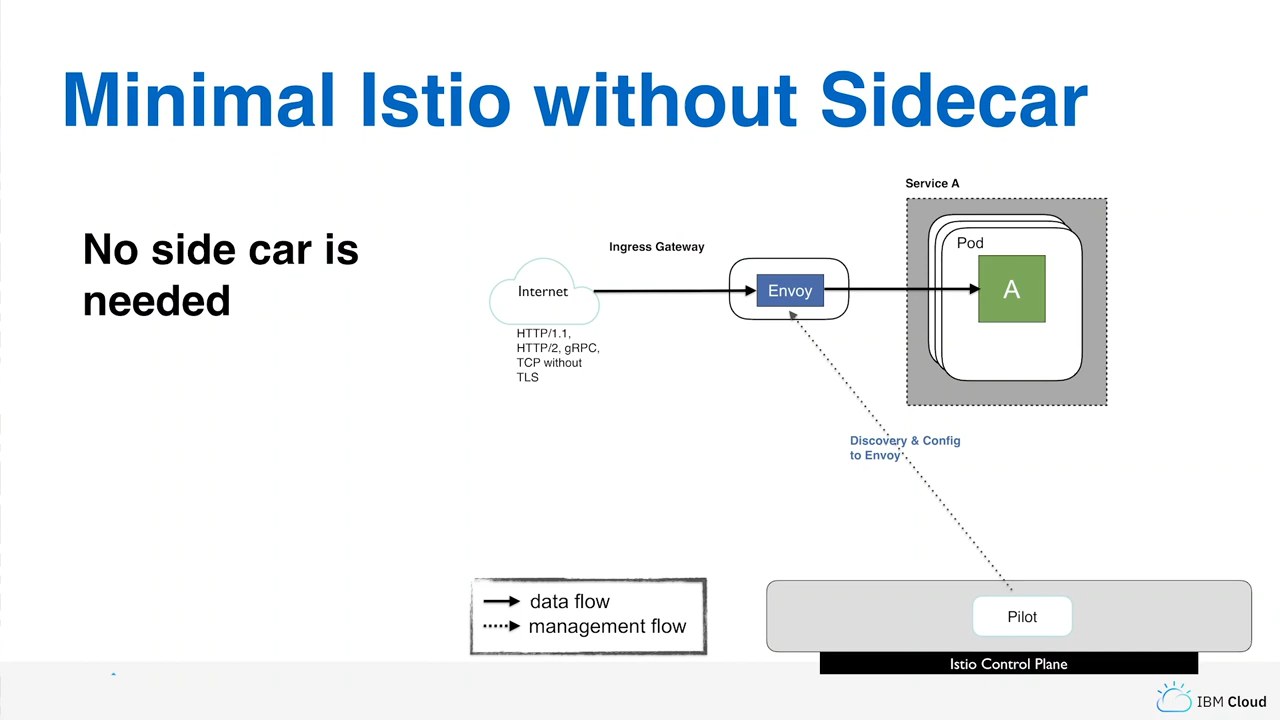 Minimal Istio without Sidecar
No side car is
needed
Service A
Ingress Gateway
Pod
Internet
Envoy
A
HTTP/1.1,
HTTP/2, gRPC,
TCP without
TLS
Discovery & Config
to Envoy
data flow
management flow
Pilot
Istio Control Plane
IBM Cloud